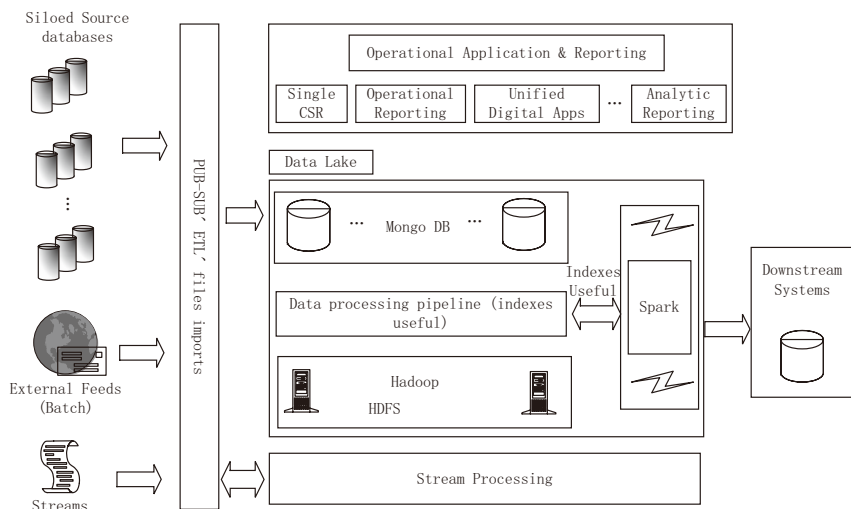 Siloed Source
databases
Operational Application & Reporting
Single
CSR
Operational
Reporting
Unified
Digital Apps
…
Analytic
Reporting
PUB-SUB′ ETL′ files imports
Data Lake
…
Mongo DB
…
…
Indexes
Useful
Data processing pipeline (indexes
useful)
Spark
Downstream
Systems
Hadoop
HDFS
External Feeds
(Batch)
Stream Processing
Streams